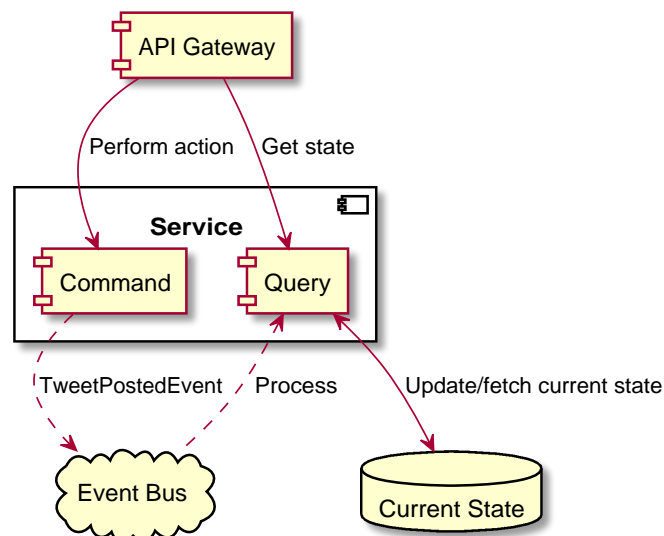 API Gateway
Perform action
Get state
Service
Command
Query
TweetPostedEvent
Process
Update/fetch current state
Event Bus
Current State